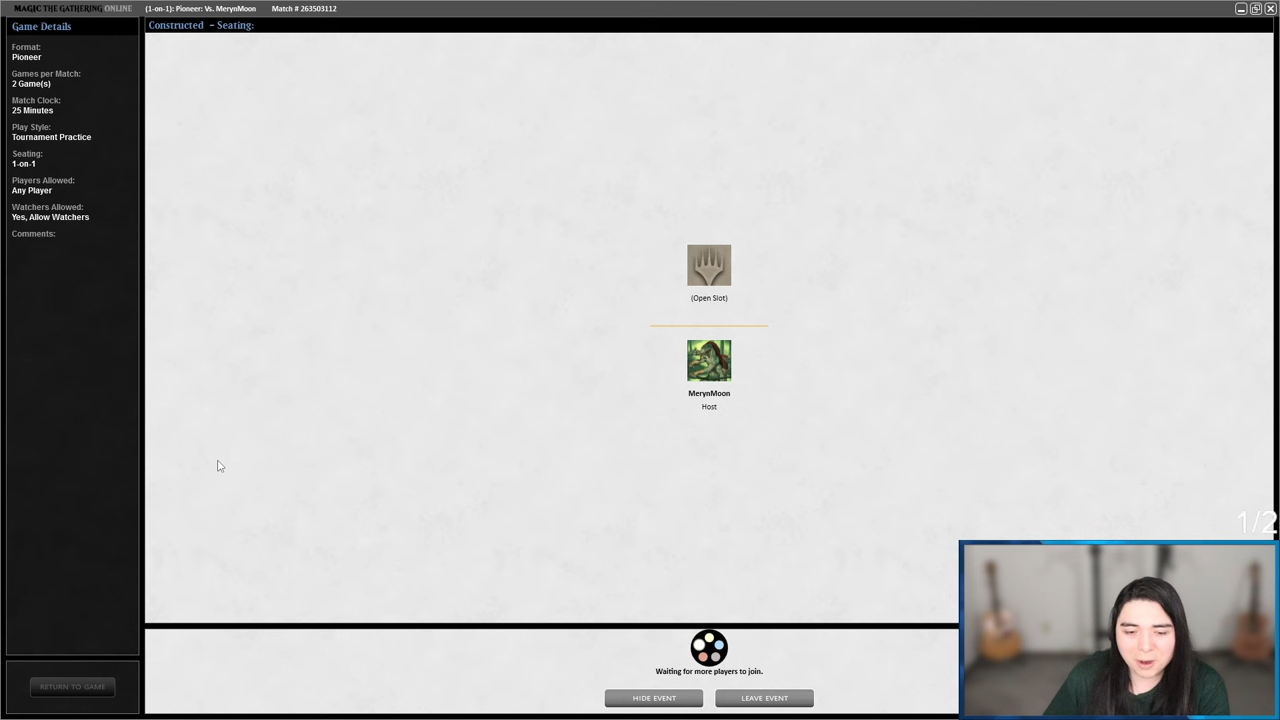 MAGIC THE GATHERING ONLINE (1-on-1): Pioneer: Vs. MerynMoon Match # 263503112
Game Details
Constructed - Seating:
Format:
Pioneer
Games per Match:
2 Game(s)
Match Clock:
25 Minutes
Play Style:
Tournament Practice
Seating:
1-on-1
Players Allowed:
Any Player
Watchers Allowed:
Yes, Allow Watchers
Comments:
(Open Slot)
MerynMoon
Host
1/2
Waiting for more players to join.
RETURN TO GAME
HIDE EVENT LEAVE EVENT